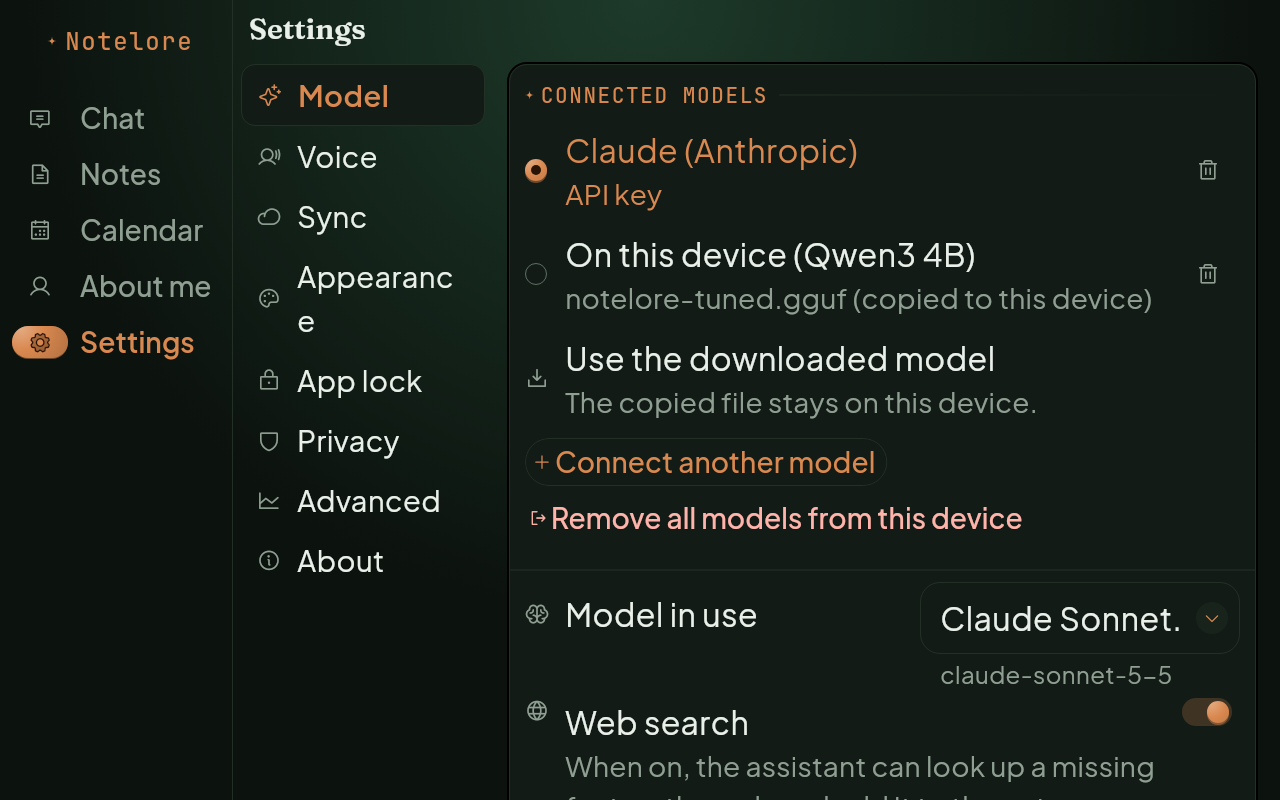 Notelore
Chat
Notes
Calendar
About me
Settings
Settings
Model
Voice
Sync
Appearanc
e
App lock
Privacy
Advanced
About
CONNECTED MODELS
Claude (Anthropic)
API key
On this device (Qwen3 4B)
notelore-tuned.gguf (copied to this device)
Use the downloaded model
The copied file stays on this device.
Connect another model
Remove all models from this device
Model in use
Claude Sonnet.
claude-sonnet-5-5
Web search
When on, the assistant can look up a missing